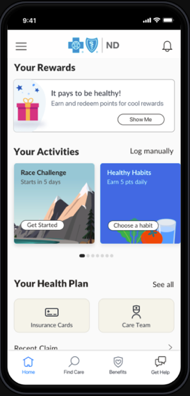 9:41
ND
Your Rewards
It pays to be healthy!
Earn and redeem points for cool rewards
Show Me
Your Activities
Log manually
Race Challenge
Starts in 5 days
Get Started
Healthy Habits
Earn 5 pts daily
Choose a habit
Your Health Plan
See all
Insurance Cards
Care Team
Recent Claim
Home
Find Care
Benefits
Get Help